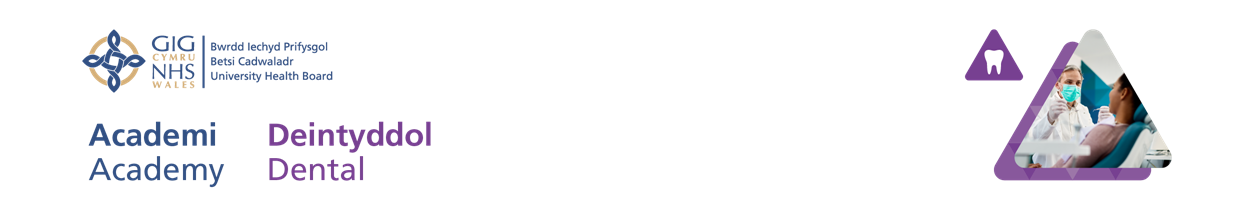 GIG
CYMRU
NHS
WALES
Bwrdd Iechyd Prifysgol
Betsi Cadwaladr
University Health Board
Academi Deintyddol
Academy Dental